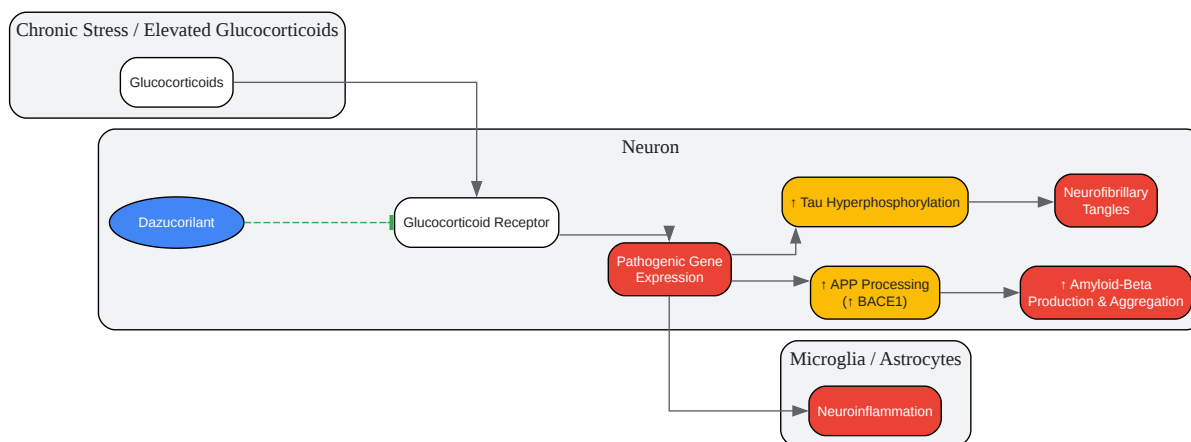 Chronic Stress / Elevated Glucocorticoids
Glucocorticoids
Neuron
Dazucorilant
Glucocorticoid Receptor
Pathogenic Gene
Expression
↑ Tau Hyperphosphorylation
Neurofibrillary
Tangles
↑ APP Processing
(↑ BACE1)
↑ Amyloid-Beta
Production & Aggregation
Microglia / Astrocytes
Neuroinflammation